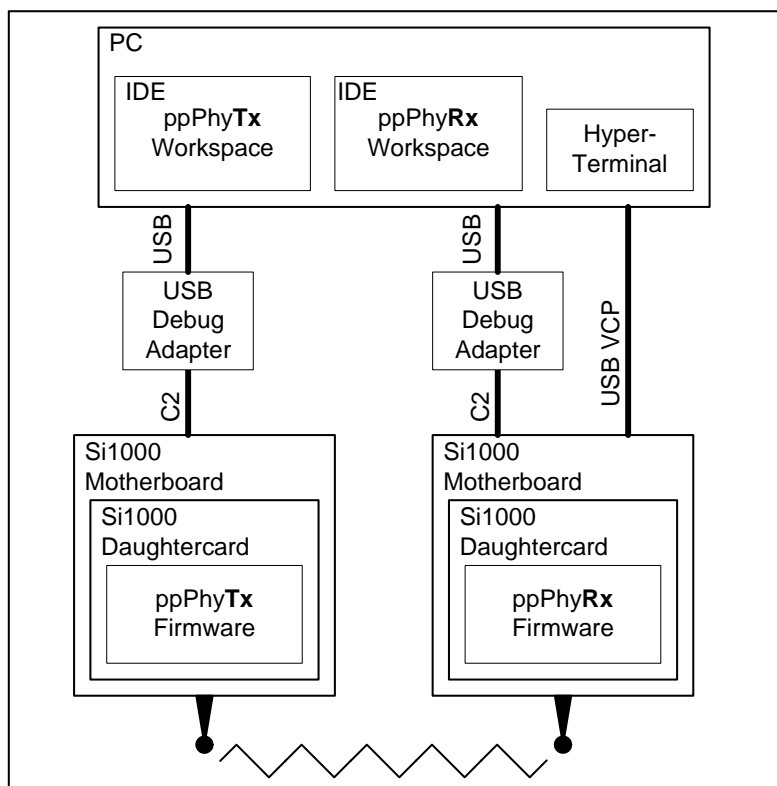 PC
IDE
ppPhyTx
Workspace
IDE
ppPhyRx
Workspace
Hyper-
Terminal
USB
USB
USB VCP
USB
Debug
Adapter
USB
Debug
Adapter
C2
C2
Si1000
Motherboard
Si1000
Daughtercard
ppPhyTx
Firmware
Si1000
Motherboard
Si1000
Daughtercard
ppPhyRx
Firmware